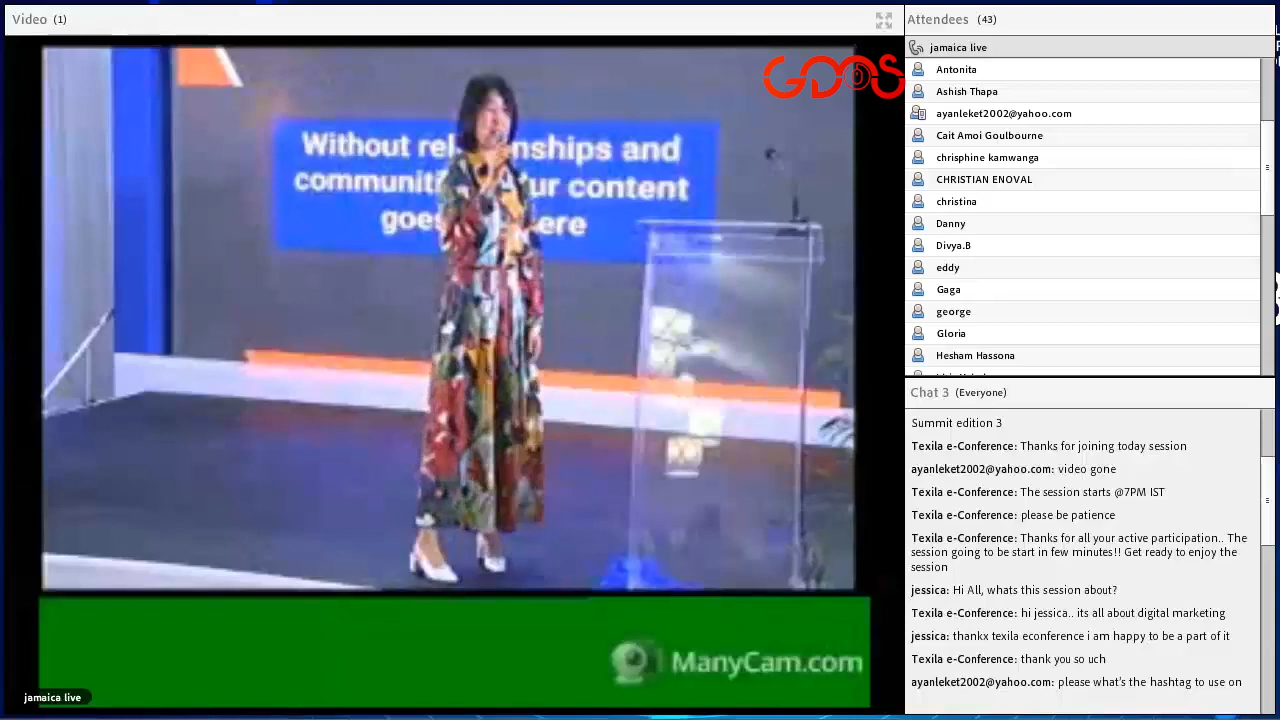 Video (1)
GDDS
Without rel nships and
communiti ur content
goes ere
ManyCam.com
jamaica live
Attendees (43)
jamaica live
Antonita
Ashish Thapa
ayanleket2002@yahoo.com
Cait Amoi Goulbourne
chrisphine kamwanga
CHRISTIAN ENOVAL
christina
Danny
Divya.B
eddy
Gaga
george
Gloria
Hesham Hassona
Chat 3 (Everyone)
Summit edition 3
Texila e-Conference: Thanks for joining today session
ayanleket2002@yahoo.com: video gone
Texila e-Conference: The session starts @7PM IST
Texila e-Conference: please be patience
Texila e-Conference: Thanks for all your active participation.. The
session going to be start in few minutes!! Get ready to enjoy the
session
jessica: Hi All, whats this session about?
Texila e-Conference: hi jessica.. its all about digital marketing
jessica: thankx texila econference i am happy to be a part of it
Texila e-Conference: thank you so uch
ayanleket2002@yahoo.com: please what's the hashtag to use on